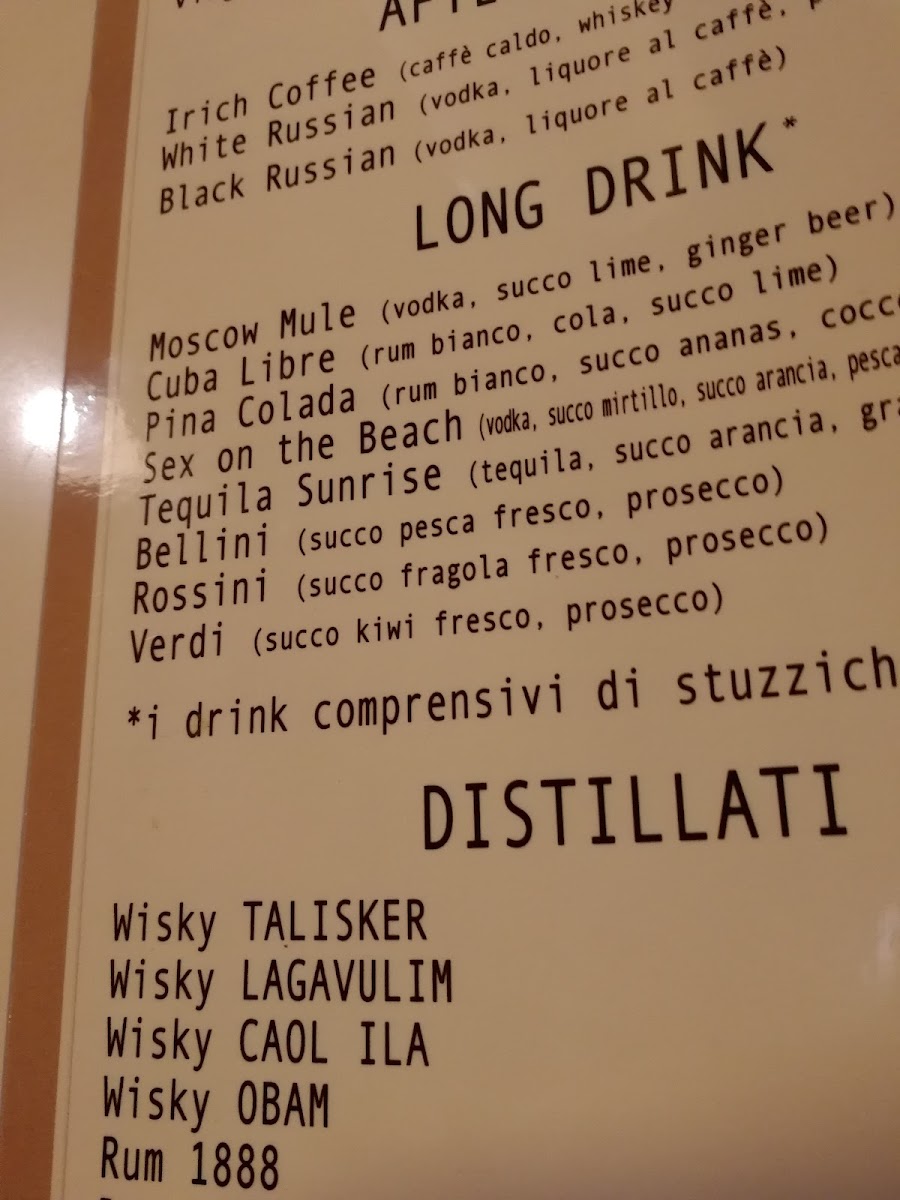 Irich Coffee (caffè caldo, whiskey
White Russian (vodka, liquore al caffè,
Black Russian (vodka, liquore al caffè)
LONG DRINK*
Moscow Mule (vodka, succo lime, ginger beer)
Cuba Libre (rum bianco, cola, succo lime)
Pina Colada (rum bianco, succo ananas, cocco
Sex on the Beach (vodka, succo mirtillo, succo arancia, pesca
Tequila Sunrise (tequila, succo arancia,
Bellini (succo pesca fresco, prosecco)
Rossini (succo fragola fresco, prosecco)
Verdi (succo kiwi fresco, prosecco)
*i drink comprensivi di stuzzich
DISTILLATI
Wisky TALISKER
Wisky LAGAVULIM
Wisky CAOL ILA
Wisky OBAM
Rum 1888